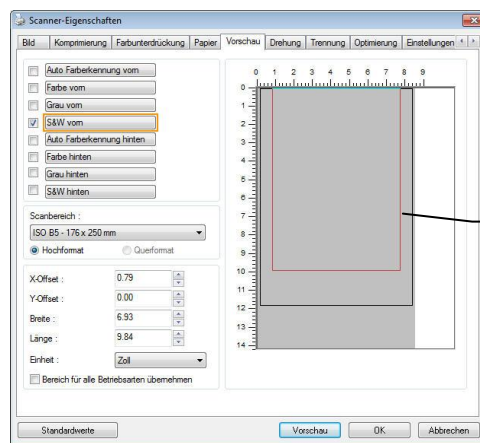 Scanner-Eigenschaften
Bild Komprimierung Farbunterdrückung Papier Vorschau Drehung Trennung Optimierung Einstellungen
Auto Farberkennung vorn
Farbe vorn
Grau vorn
S&W vorn
Auto Farberkennung hinten
Farbe hinten
Grau hinten
S&W hinten
Scanbereich :
ISO B5 - 176 x 250 mm
Hochformat Querformat
X-Offset : 0.79
Y-Offset : 0.00
Breite : 6.93
Länge : 9.84
Einheit : Zoll
Bereich für alle Betriebsarten übernehmen
0 1 2 3 4 5 6 7 8 9
0
1
2
3
4
5
6
7
8
9
10
11
12
13
14
Standardwerte Vorschau OK Abbrechen